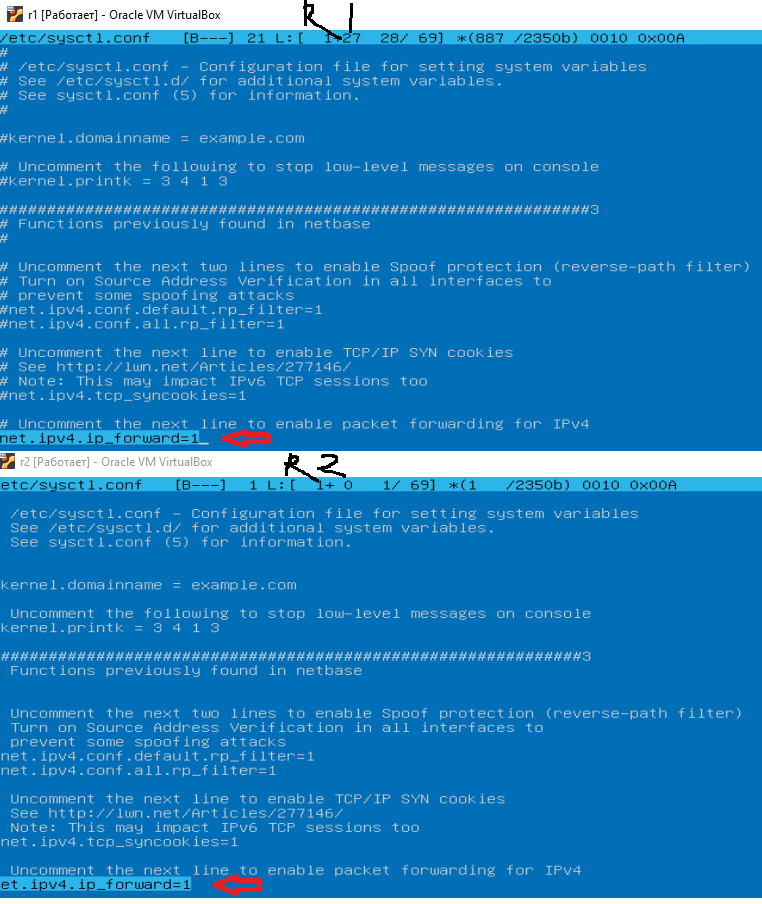 r1 [Работает] - Oracle VM VirtualBox
R 1
/etc/sysctl.conf [B---] 21 L:[ 1+27 28/ 69] *(887 /2350b) 0010 0x00A
#
# /etc/sysctl.conf - Configuration file for setting system variables
# See /etc/sysctl.d/ for additional system variables.
# See sysctl.conf (5) for information.
#
#kernel.domainname = example.com
# Uncomment the following to stop low-level messages on console
#kernel.printk = 3 4 1 3
##############################################################3
# Functions previously found in netbase
#
# Uncomment the next two lines to enable Spoof protection (reverse-path filter)
# Turn on Source Address Verification in all interfaces to
# prevent some spoofing attacks
#net.ipv4.conf.default.rp_filter=1
#net.ipv4.conf.all.rp_filter=1
# Uncomment the next line to enable TCP/IP SYN cookies
# See http://lwn.net/Articles/277146/
# Note: This may impact IPv6 TCP sessions too
#net.ipv4.tcp_syncookies=1
# Uncomment the next line to enable packet forwarding for IPv4
net.ipv4.ip_forward=1_
r2 [Работает] - Oracle VM VirtualBox
R 2
etc/sysctl.conf [B---] 1 L:[ 1+ 0 1/ 69] *(1 /2350b) 0010 0x00A
/etc/sysctl.conf - Configuration file for setting system variables
See /etc/sysctl.d/ for additional system variables.
See sysctl.conf (5) for information.
kernel.domainname = example.com
Uncomment the following to stop low-level messages on console
kernel.printk = 3 4 1 3
#############################################################3
Functions previously found in netbase
Uncomment the next two lines to enable Spoof protection (reverse-path filter)
Turn on Source Address Verification in all interfaces to
prevent some spoofing attacks
net.ipv4.conf.default.rp_filter=1
net.ipv4.conf.all.rp_filter=1
Uncomment the next line to enable TCP/IP SYN cookies
See http://lwn.net/Articles/277146/
Note: This may impact IPv6 TCP sessions too
net.ipv4.tcp_syncookies=1
Uncomment the next line to enable packet forwarding for IPv4
et.ipv4.ip_forward=1